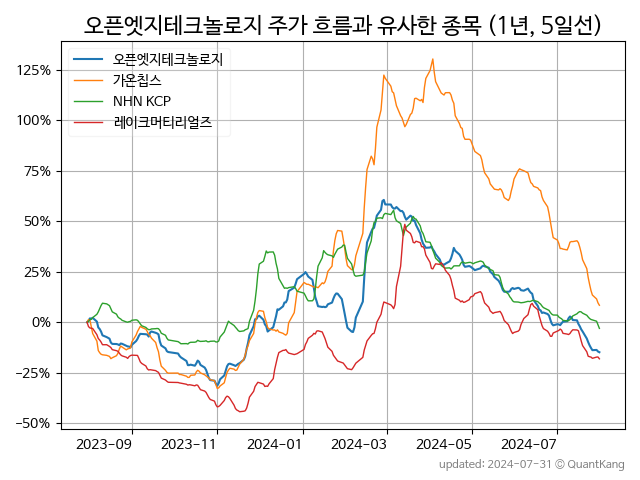 오픈엣지테크놀로지 주가 흐름과 유사한 종목 (1년, 5일선)
오픈엣지테크놀로지
가온칩스
NHN KCP
레이크머티리얼즈
125%
100%
75%
50%
25%
0%
−25%
−50%
2023-09 2023-11 2024-01 2024-03 2024-05 2024-07
updated: 2024-07-31 © QuantKang